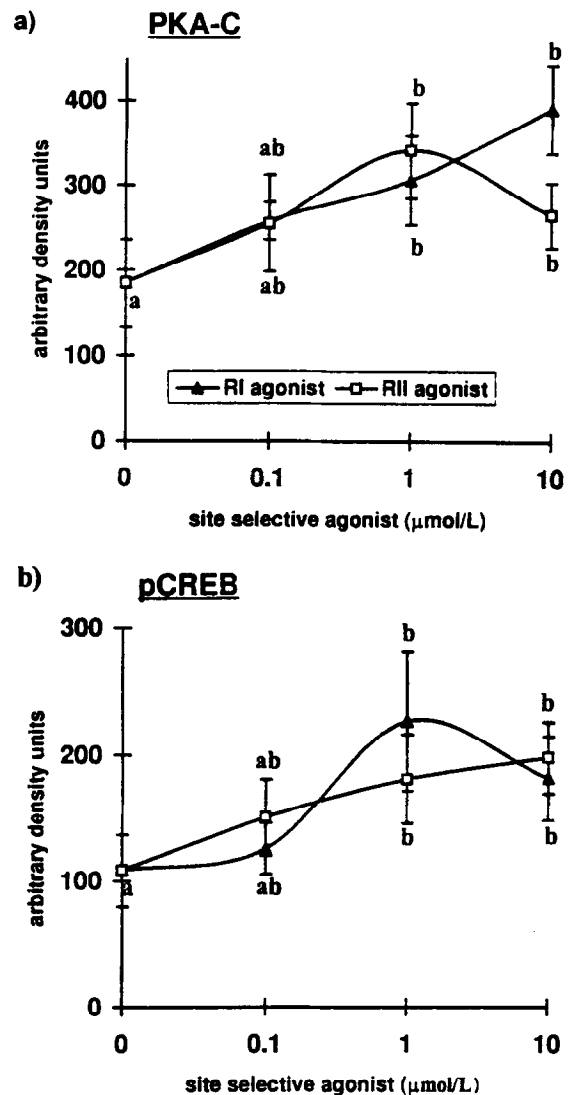 a)
PKA-C
400
300
200
100
0
arbitrary density units
a
ab
ab
b
b
b
b
RI agonist RII agonist
0 0.1 1 10
site selective agonist (μmol/L)
b)
pCREB
300
200
100
0
arbitrary density units
a
ab
ab
b
b
b
b
0 0.1 1 10
site selective agonist (μmol/L)